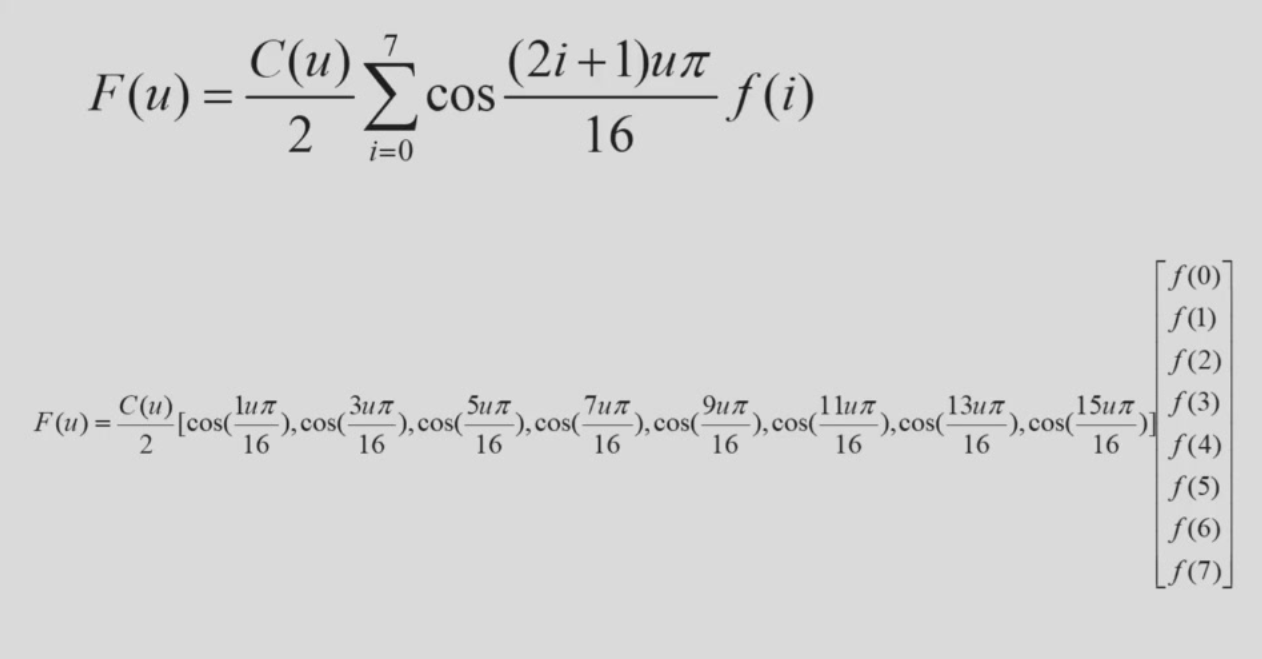 F(u) = C(u)/2 ∑_{i=0}^{7} cos (2i+1)uπ/16 f(i)
F(u) = C(u)/2 [cos(1uπ/16), cos(3uπ/16), cos(5uπ/16), cos(7uπ/16), cos(9uπ/16), cos(11uπ/16), cos(13uπ/16), cos(15uπ/16)] [f(0) f(1) f(2) f(3) f(4) f(5) f(6) f(7)]